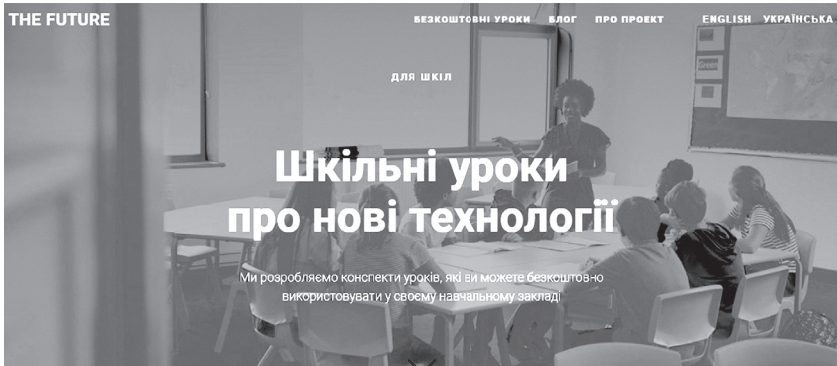 THE FUTURE
БЕЗКОШТОВНІ УРОКИ БЛОГ ПРО ПРОЕКТ ENGLISH УКРАЇНСЬКА
ДЛЯ ШКІЛ
Шкільні уроки
про нові технології
Ми розробляємо конспекти уроків, які ви можете безкоштовно
використовувати у своєму навчальному закладі
Green